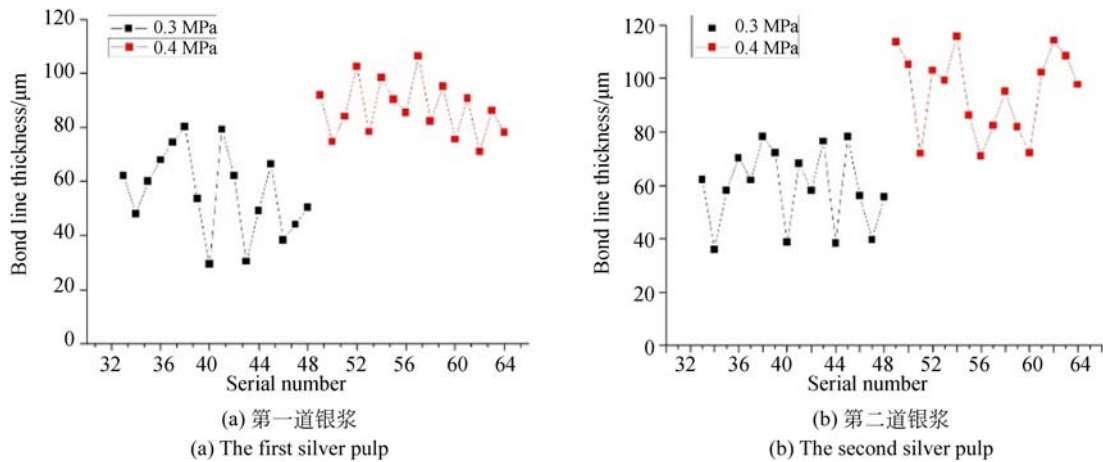 120
100
80
60
40
20
0
Bond line thickness/μm
0.3 MPa
0.4 MPa
32 36 40 44 48 52 56 60 64
Serial number
(a) 第一道银浆
(a) The first silver pulp
120
100
80
60
40
20
0
Bond line thickness/μm
0.3 MPa
0.4 MPa
32 36 40 44 48 52 56 60 64
Serial number
(b) 第二道银浆
(b) The second silver pulp